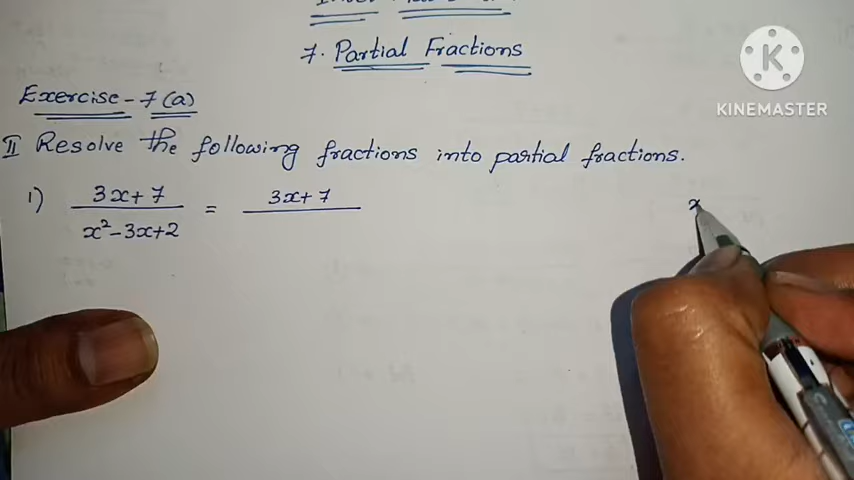 7. Partial Fractions
Exercise - 7(a)
II Resolve the following fractions into partial fractions.
1) 3x+7 / x²-3x+2 = 3x+7
x
K
KINEMASTER